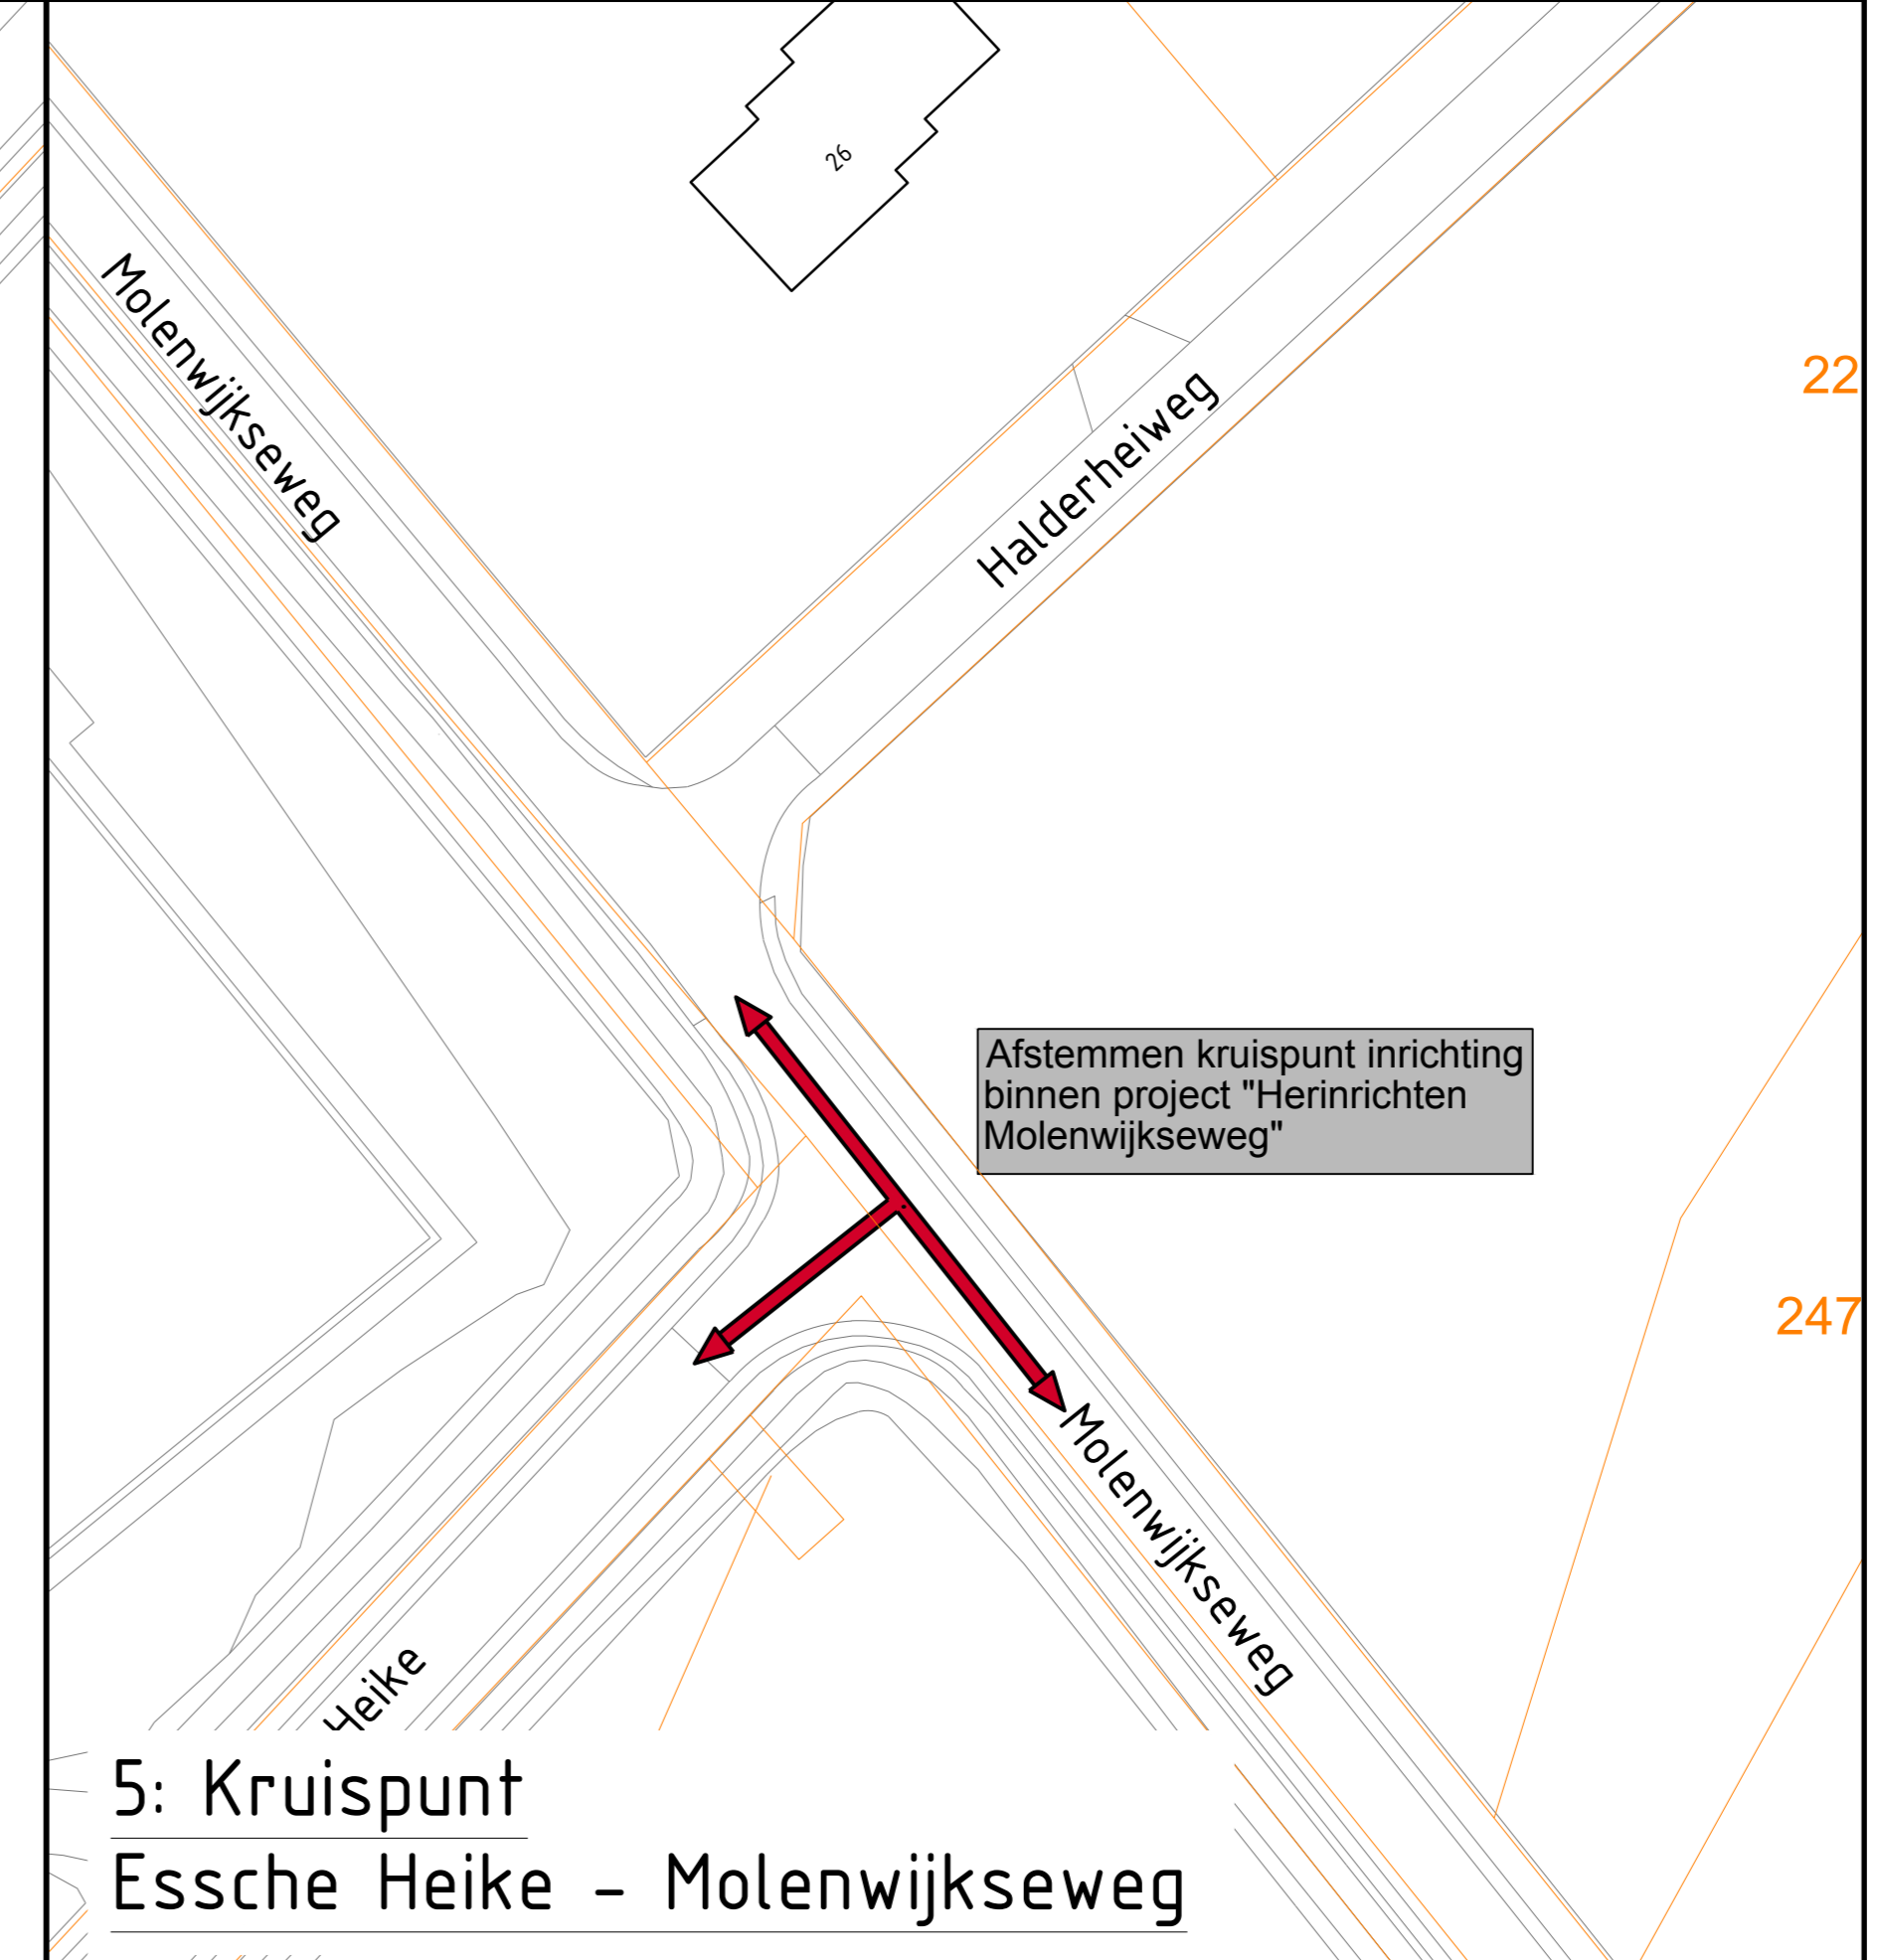 26
Molenwijkseweg
22
Halderheiweg
Afstemmen kruispunt inrichting
binnen project "Herinrichten
Molenwijkseweg"
247
Molenwijkseweg
Heike
5: Kruispunt
Essche Heike - Molenwijkseweg